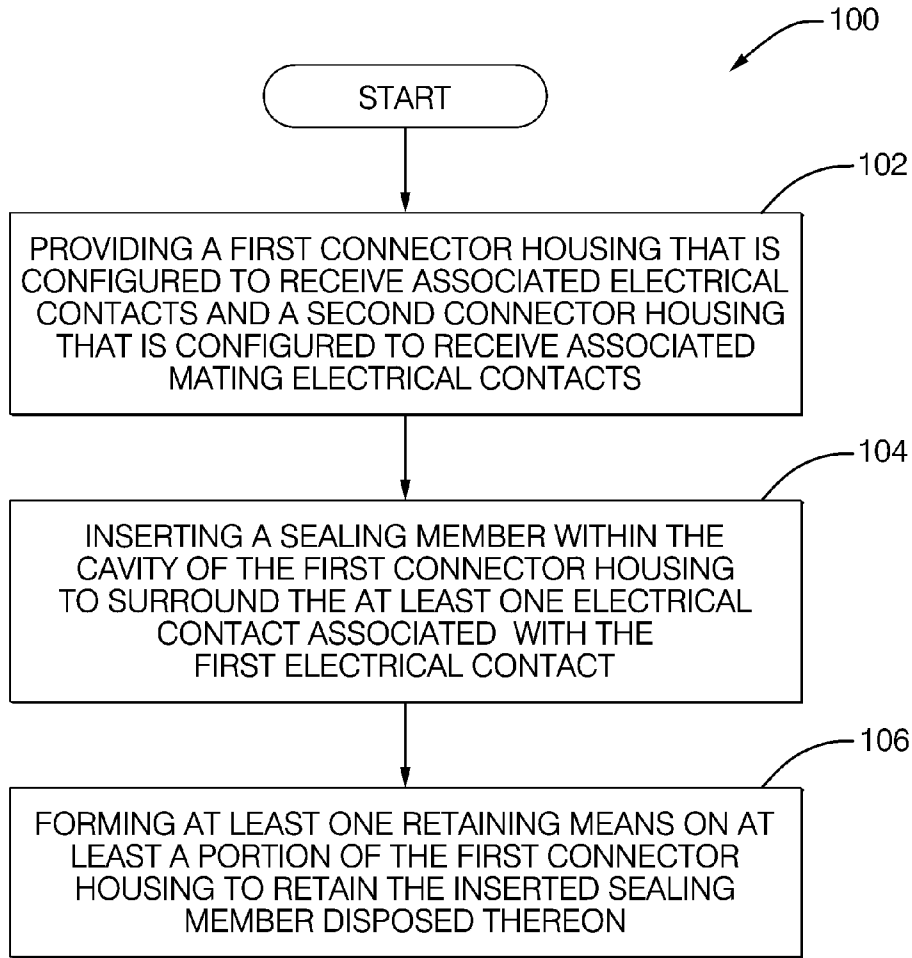 100
START
102
PROVIDING A FIRST CONNECTOR HOUSING THAT IS
CONFIGURED TO RECEIVE ASSOCIATED ELECTRICAL
CONTACTS AND A SECOND CONNECTOR HOUSING
THAT IS CONFIGURED TO RECEIVE ASSOCIATED
MATING ELECTRICAL CONTACTS
104
INSERTING A SEALING MEMBER WITHIN THE
CAVITY OF THE FIRST CONNECTOR HOUSING
TO SURROUND THE AT LEAST ONE ELECTRICAL
CONTACT ASSOCIATED WITH THE
FIRST ELECTRICAL CONTACT
106
FORMING AT LEAST ONE RETAINING MEANS ON AT
LEAST A PORTION OF THE FIRST CONNECTOR
HOUSING TO RETAIN THE INSERTED SEALING
MEMBER DISPOSED THEREON